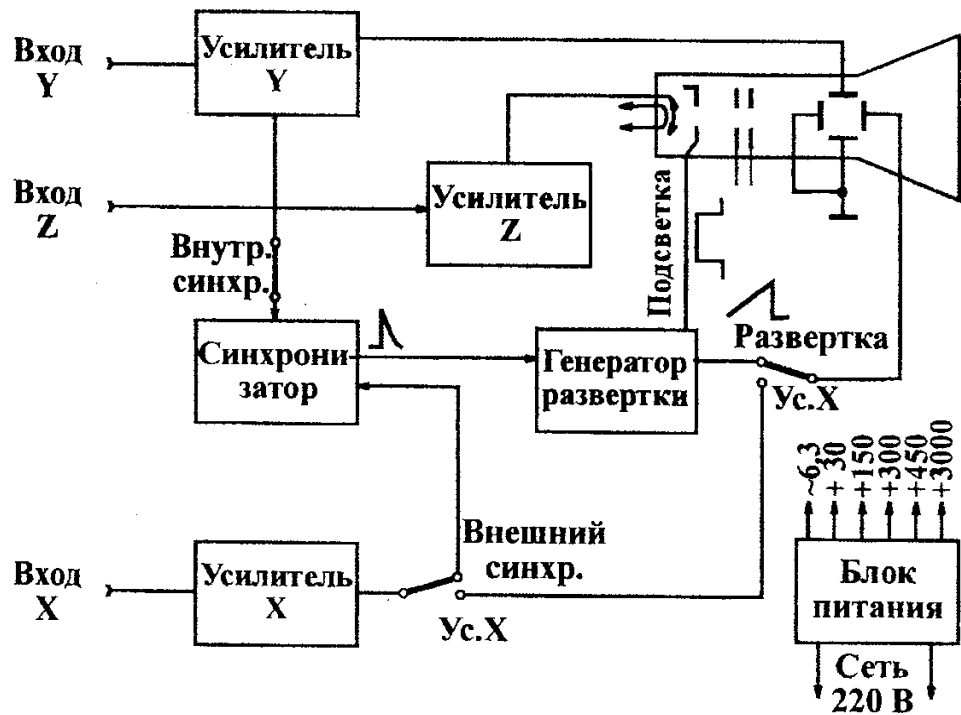 Вход
Y
Усилитель
Y
Вход
Z
Усилитель
Z
Внутр.
синхр.
Подсветка
Синхрони
затор
Генератор
развертки
Развертка
Ус.X
~6,3
+30
+150
+300
+450
+3000
Вход
X
Усилитель
X
Внешний
синхр.
Ус.X
Блок
питания
Сеть
220 В